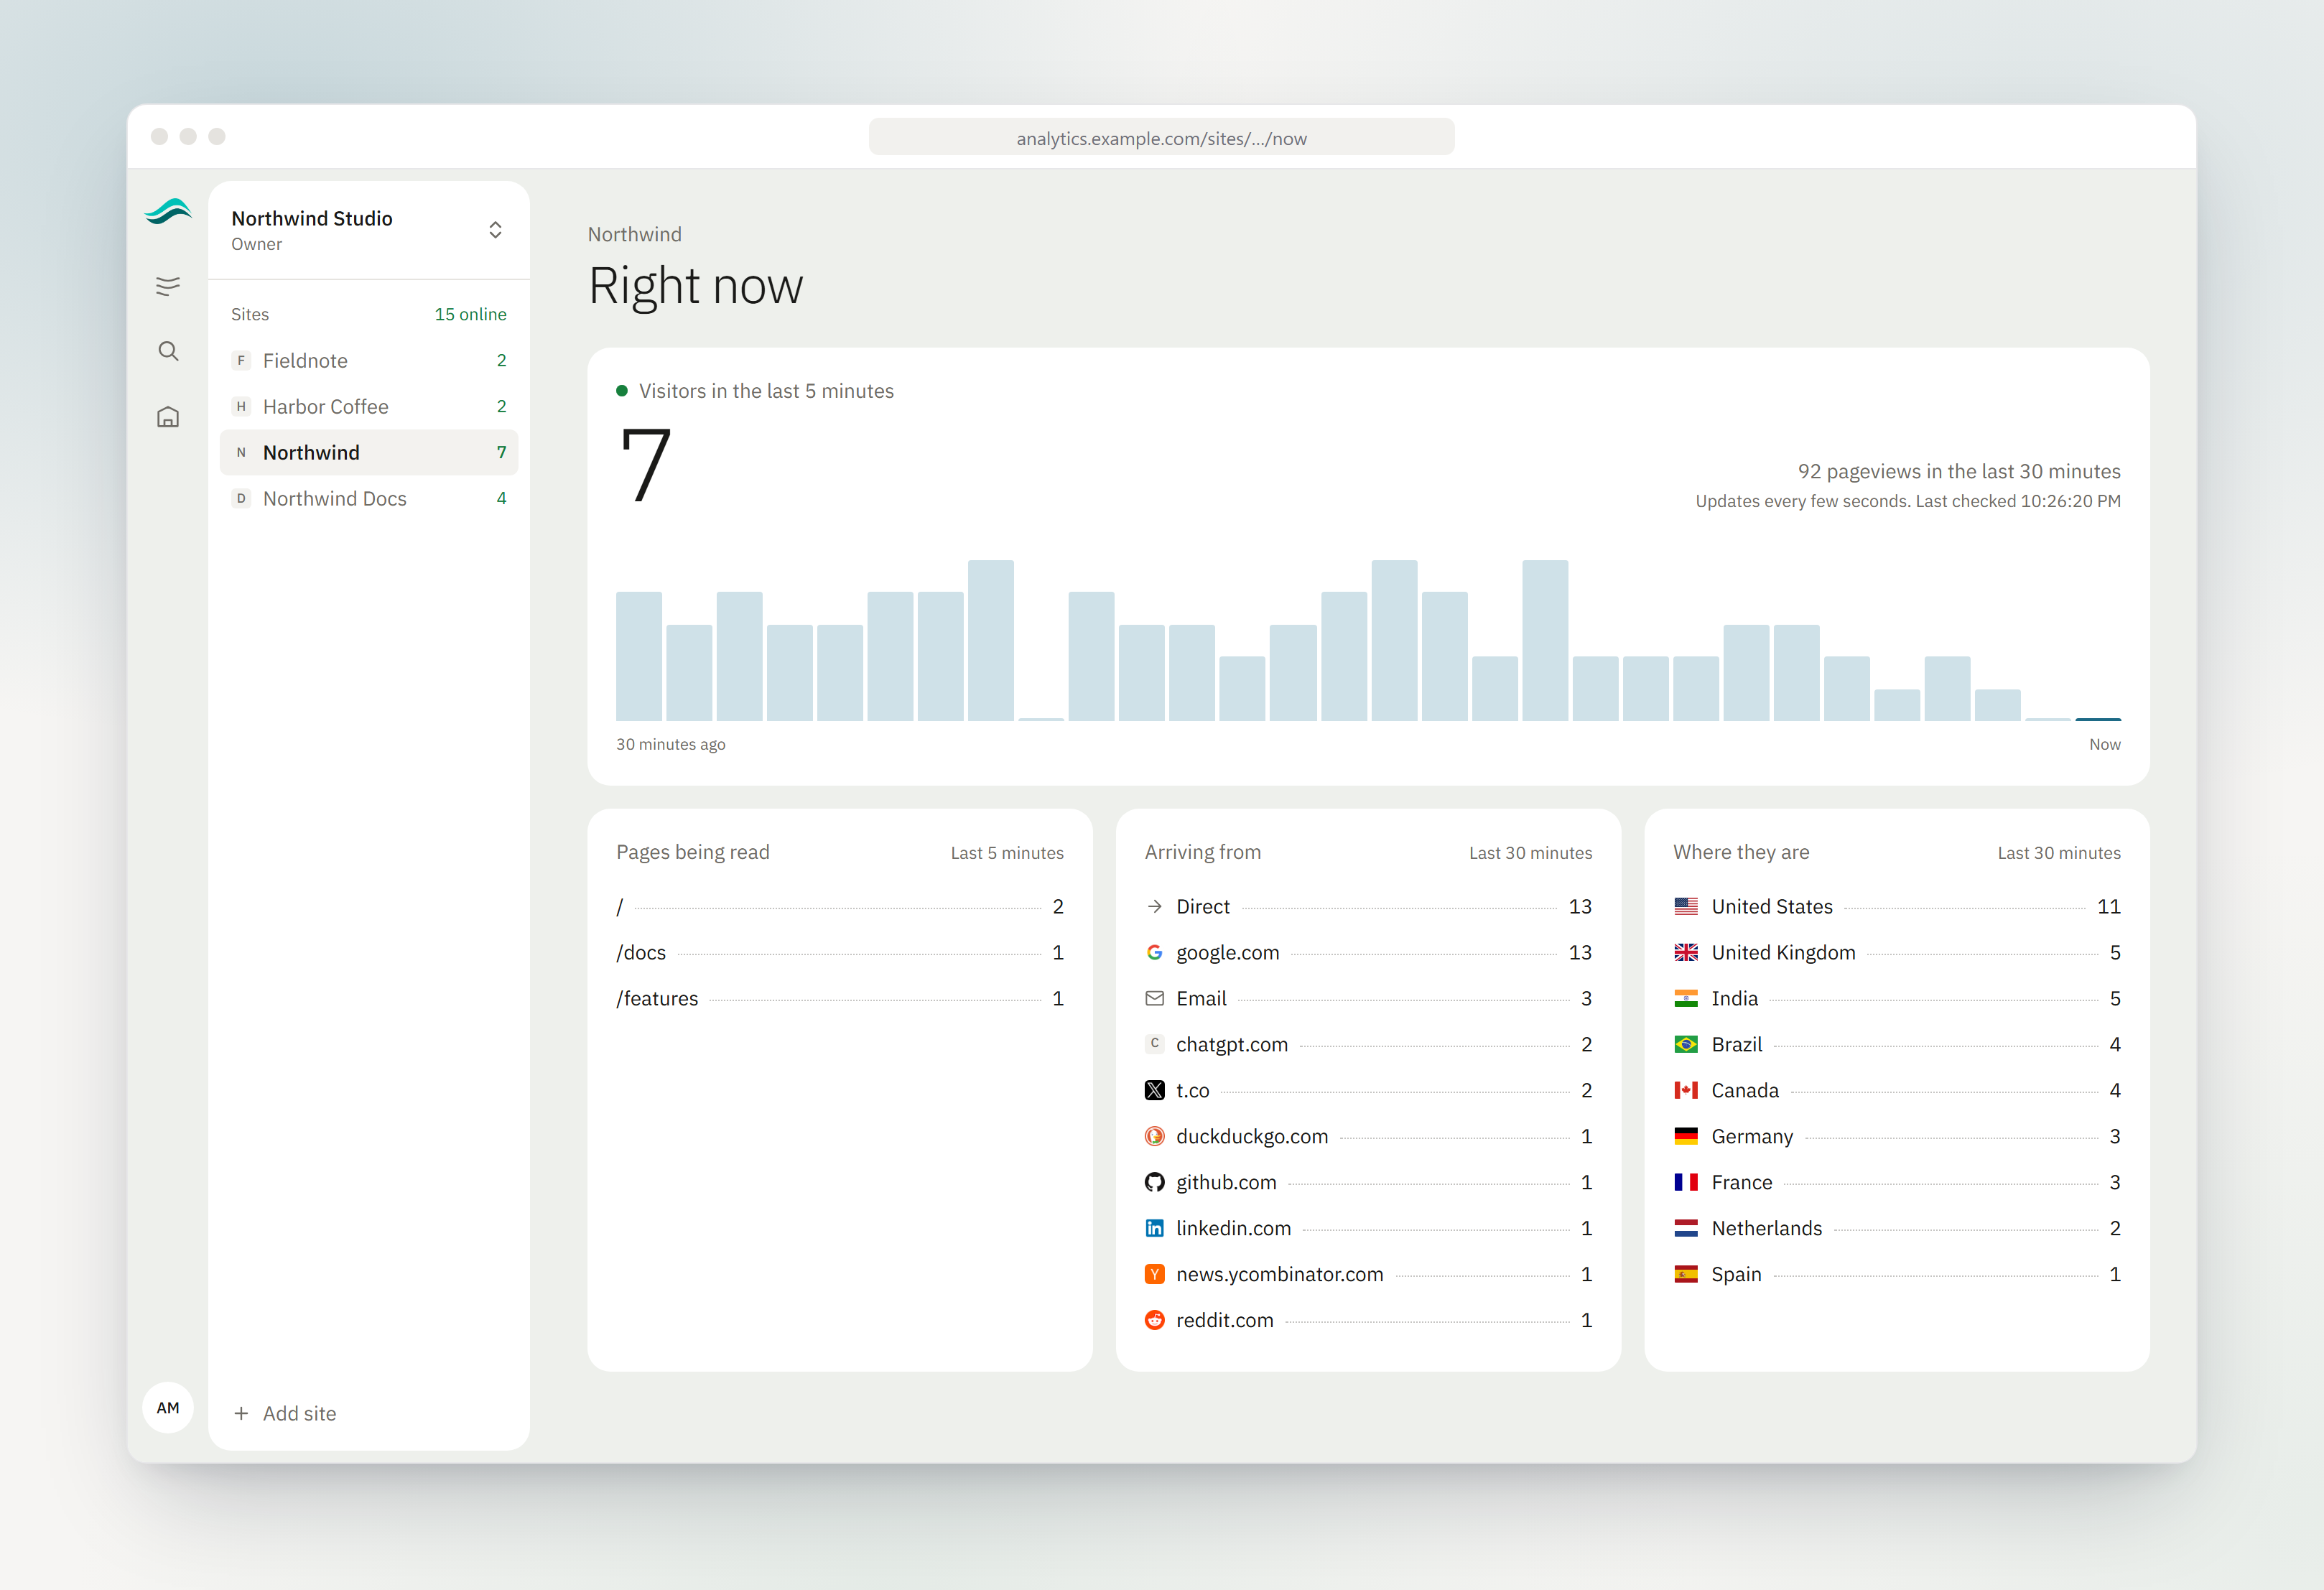 analytics.example.com/sites/.../now
Northwind Studio
Owner
Sites 15 online
F Fieldnote 2
H Harbor Coffee 2
N Northwind 7
D Northwind Docs 4
+ Add site
AM
Northwind
Right now
Visitors in the last 5 minutes
7
92 pageviews in the last 30 minutes
Updates every few seconds. Last checked 10:26:20 PM
30 minutes ago Now
Pages being read Last 5 minutes
/ 2
/docs 1
/features 1
Arriving from Last 30 minutes
Direct 13
G google.com 13
Email 3
C chatgpt.com 2
X t.co 2
duckduckgo.com 1
github.com 1
in linkedin.com 1
Y news.ycombinator.com 1
reddit.com 1
Where they are Last 30 minutes
United States 11
United Kingdom 5
India 5
Brazil 4
Canada 4
Germany 3
France 3
Netherlands 2
Spain 1